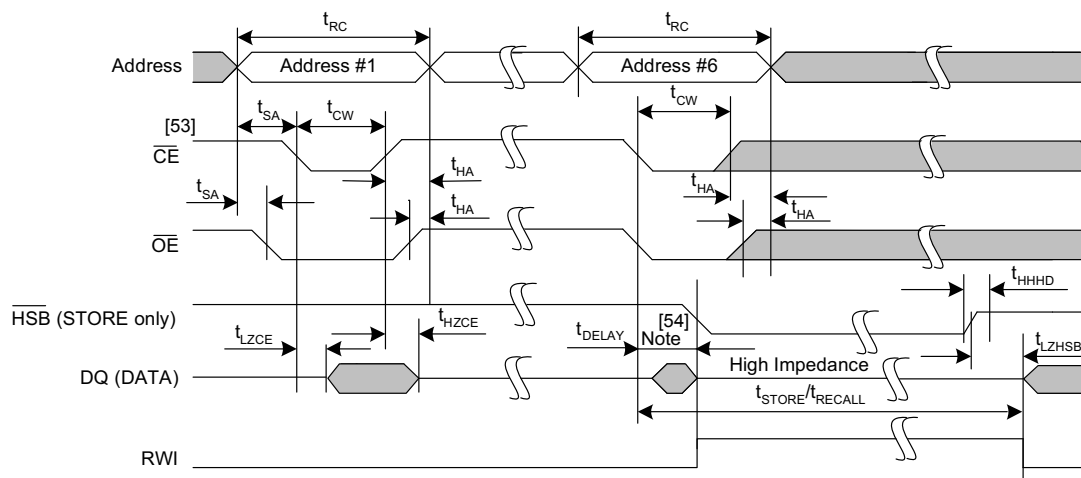 tRC
tRC
Address
Address #1
Address #6
tSA
tCW
tCW
[53]
CE
tHA
tSA
tHA
tHA
tHA
OE
tHHHD
HSB (STORE only)
tHZCE
[54]
tLZCE
tDELAY
Note
tLZHSB
High Impedance
DQ (DATA)
tSTORE/tRECALL
RWI